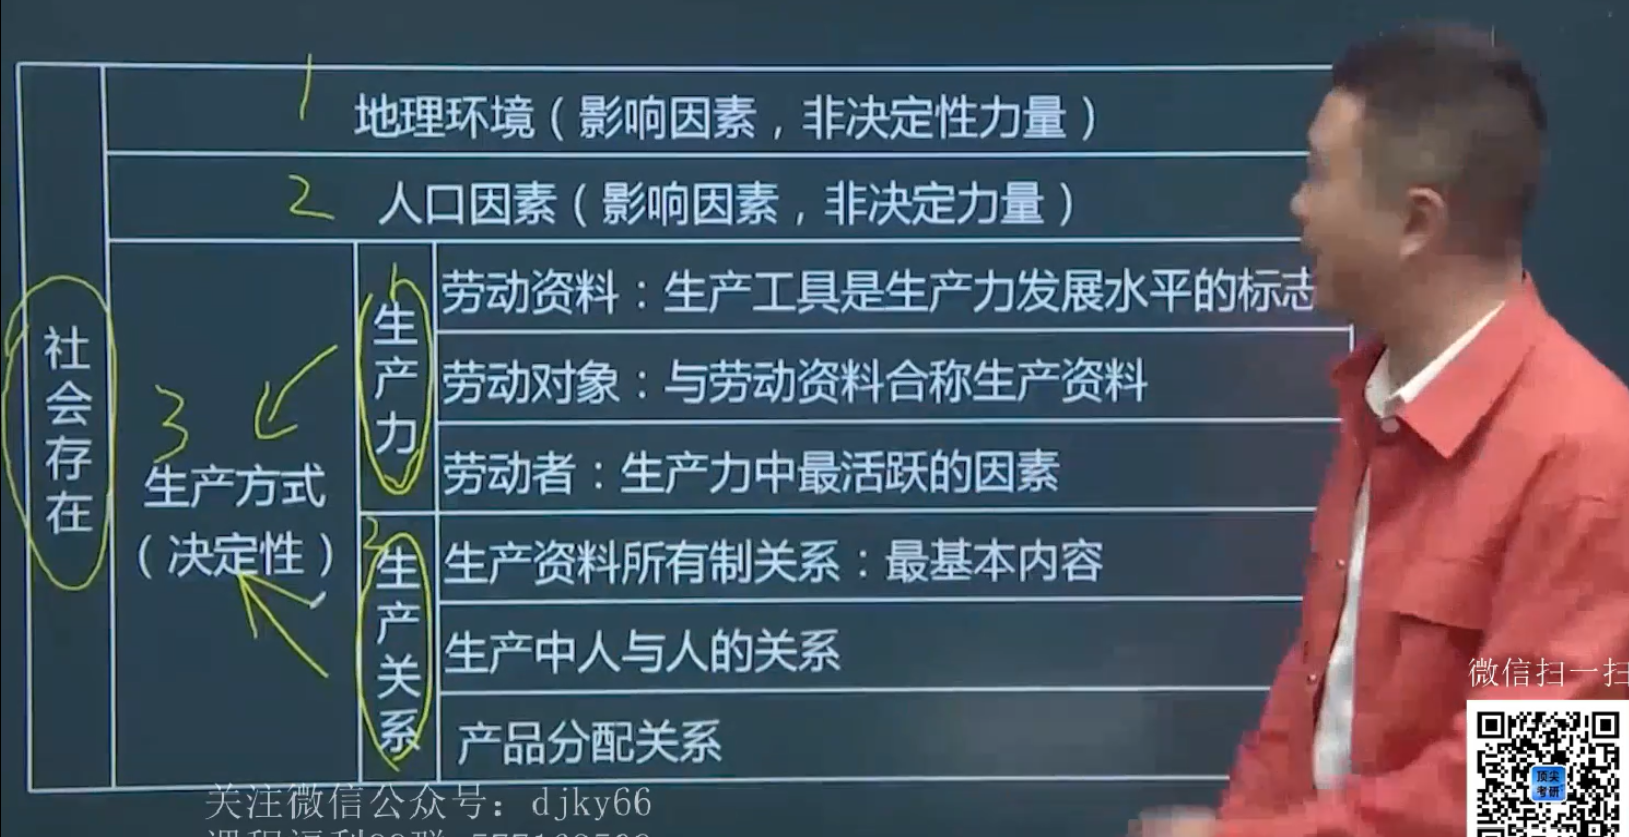 1
地理环境（影响因素，非决定性力量）
2
人口因素（影响因素，非决定力量）
社会存在
3
生产方式
（决定性）
1
生产力
劳动资料：生产工具是生产力发展水平的标志
劳动对象：与劳动资料合称生产资料
劳动者：生产力中最活跃的因素
2
生产关系
生产资料所有制关系：最基本内容
生产中人与人的关系
产品分配关系
微信扫一扫
顶尖
考研
关注微信公众号：djky66